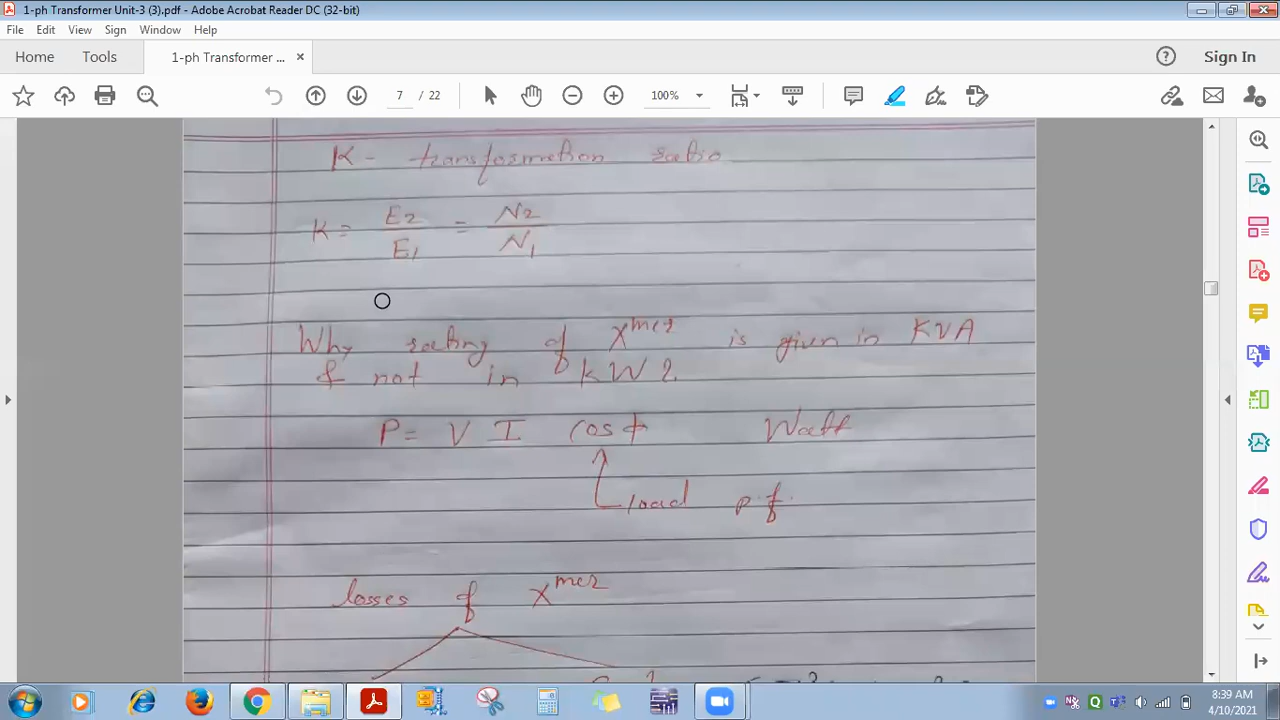 1-ph Transformer Unit-3 (3).pdf - Adobe Acrobat Reader DC (32-bit)
File Edit View Sign Window Help
Home Tools 1-ph Transformer ... × Sign In
7 / 22 100%
K - transformation ratio
K = E2 / E1 = N2 / N1
Why rating of Xmer is given in KVA
& not in kW ?
P = V I Cos ϕ Watt
load p.f.
losses of Xmer
8:39 AM
4/10/2021